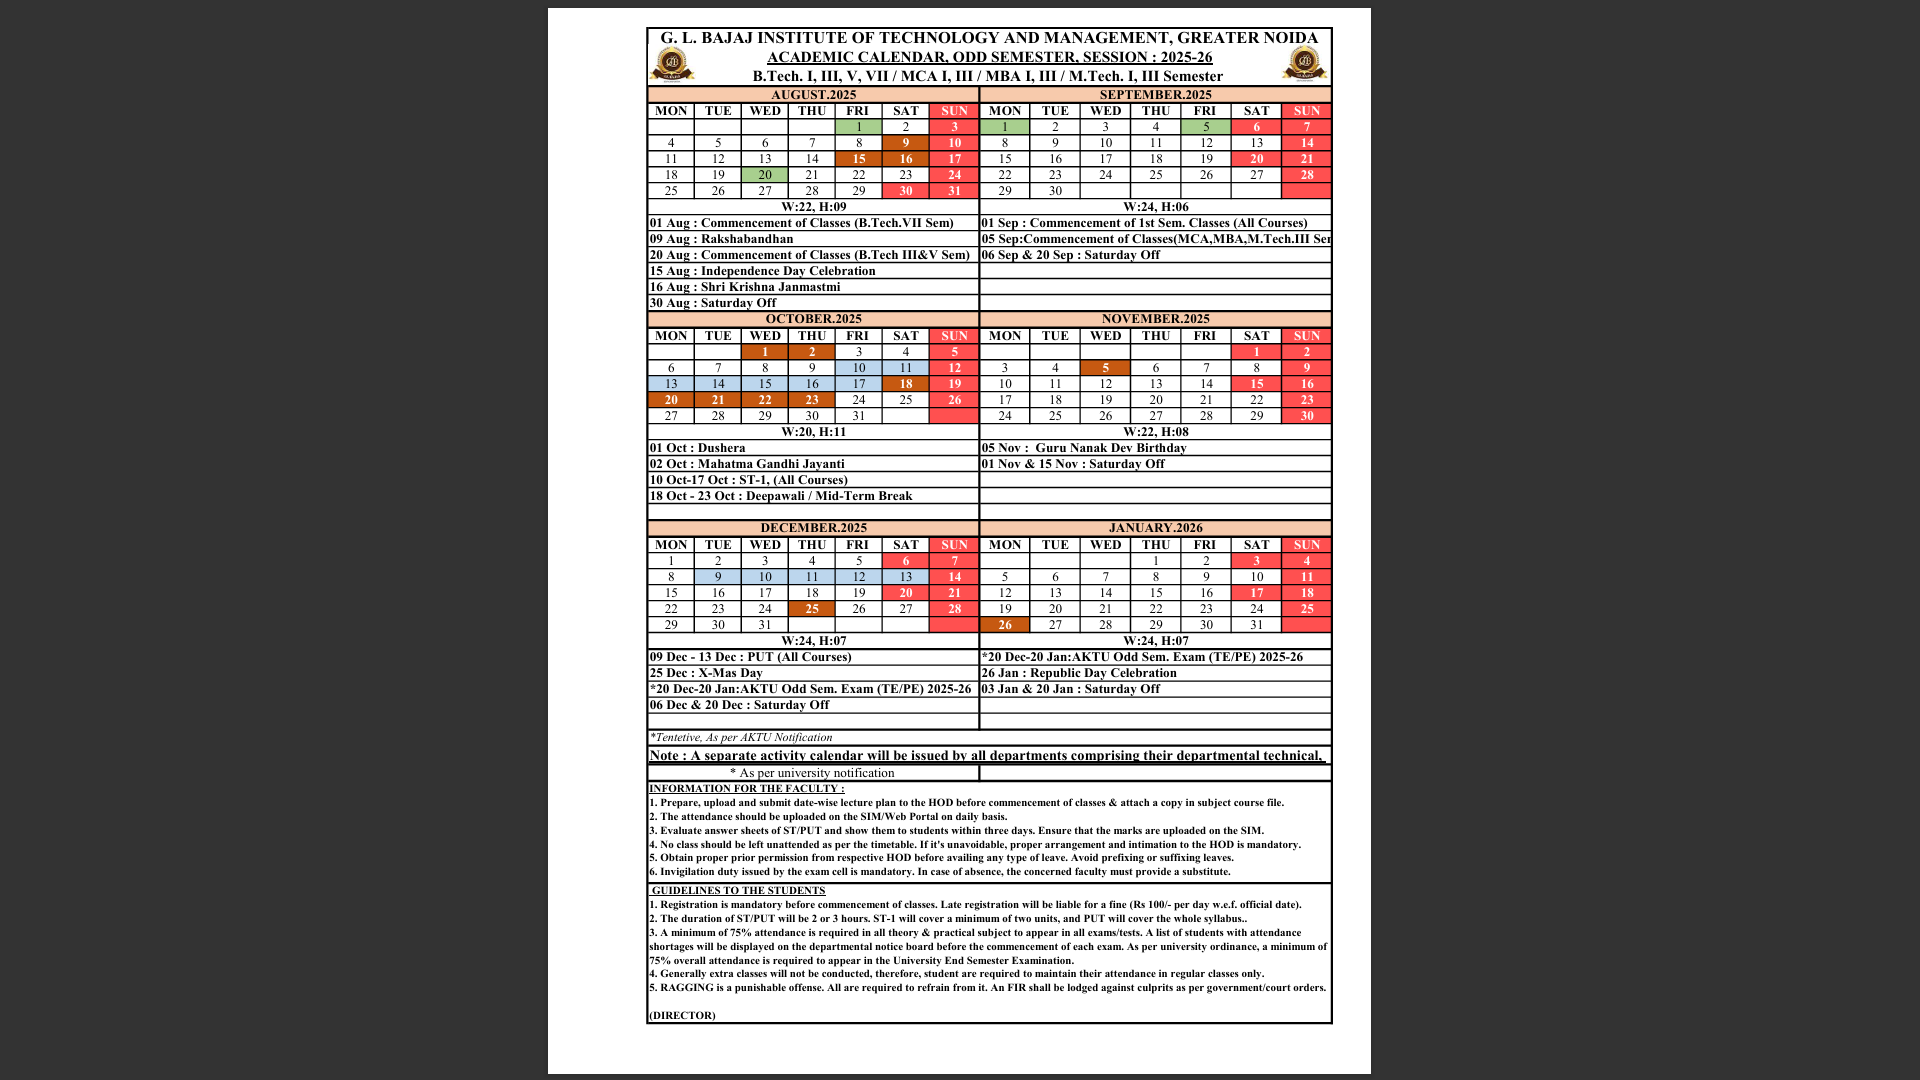 G. L. BAJAJ INSTITUTE OF TECHNOLOGY AND MANAGEMENT, GREATER NOIDA
ACADEMIC CALENDAR, ODD SEMESTER, SESSION : 2025-26
B.Tech. I, III, V, VII / MCA I, III / MBA I, III / M.Tech. I, III Semester
AUGUST.2025
MON TUE WED THU FRI SAT SUN
1 2 3
4 5 6 7 8 9 10
11 12 13 14 15 16 17
18 19 20 21 22 23 24
25 26 27 28 29 30 31
W:22, H:09
01 Aug : Commencement of Classes (B.Tech.VII Sem)
09 Aug : Rakshabandhan
20 Aug : Commencement of Classes (B.Tech III&V Sem)
15 Aug : Independence Day Celebration
16 Aug : Shri Krishna Janmastmi
30 Aug : Saturday Off
SEPTEMBER.2025
MON TUE WED THU FRI SAT SUN
1 2 3 4 5 6 7
8 9 10 11 12 13 14
15 16 17 18 19 20 21
22 23 24 25 26 27 28
29 30
W:24, H:06
01 Sep : Commencement of 1st Sem. Classes (All Courses)
05 Sep:Commencement of Classes(MCA,MBA,M.Tech.III Ser
06 Sep & 20 Sep : Saturday Off
OCTOBER.2025
MON TUE WED THU FRI SAT SUN
1 2 3 4 5
6 7 8 9 10 11 12
13 14 15 16 17 18 19
20 21 22 23 24 25 26
27 28 29 30 31
W:20, H:11
01 Oct : Dushera
02 Oct : Mahatma Gandhi Jayanti
10 Oct-17 Oct : ST-1, (All Courses)
18 Oct - 23 Oct : Deepawali / Mid-Term Break
NOVEMBER.2025
MON TUE WED THU FRI SAT SUN
1 2
3 4 5 6 7 8 9
10 11 12 13 14 15 16
17 18 19 20 21 22 23
24 25 26 27 28 29 30
W:22, H:08
05 Nov : Guru Nanak Dev Birthday
01 Nov & 15 Nov : Saturday Off
DECEMBER.2025
MON TUE WED THU FRI SAT SUN
1 2 3 4 5 6 7
8 9 10 11 12 13 14
15 16 17 18 19 20 21
22 23 24 25 26 27 28
29 30 31
W:24, H:07
09 Dec - 13 Dec : PUT (All Courses)
25 Dec : X-Mas Day
*20 Dec-20 Jan:AKTU Odd Sem. Exam (TE/PE) 2025-26
06 Dec & 20 Dec : Saturday Off
JANUARY.2026
MON TUE WED THU FRI SAT SUN
1 2 3 4
5 6 7 8 9 10 11
12 13 14 15 16 17 18
19 20 21 22 23 24 25
26 27 28 29 30 31
W:24, H:07
*20 Dec-20 Jan:AKTU Odd Sem. Exam (TE/PE) 2025-26
26 Jan : Republic Day Celebration
03 Jan & 20 Jan : Saturday Off
*Tentetive, As per AKTU Notification
Note : A separate activity calendar will be issued by all departments comprising their departmental technical,
* As per university notification
INFORMATION FOR THE FACULTY :
1. Prepare, upload and submit date-wise lecture plan to the HOD before commencement of classes & attach a copy in subject course file.
2. The attendance should be uploaded on the SIM/Web Portal on daily basis.
3. Evaluate answer sheets of ST/PUT and show them to students within three days. Ensure that the marks are uploaded on the SIM.
4. No class should be left unattended as per the timetable. If it's unavoidable, proper arrangement and intimation to the HOD is mandatory.
5. Obtain proper prior permission from respective HOD before availing any type of leave. Avoid prefixing or suffixing leaves.
6. Invigilation duty issued by the exam cell is mandatory. In case of absence, the concerned faculty must provide a substitute.
GUIDELINES TO THE STUDENTS
1. Registration is mandatory before commencement of classes. Late registration will be liable for a fine (Rs 100/- per day w.e.f. official date).
2. The duration of ST/PUT will be 2 or 3 hours. ST-1 will cover a minimum of two units, and PUT will cover the whole syllabus..
3. A minimum of 75% attendance is required in all theory & practical subject to appear in all exams/tests. A list of students with attendance
shortages will be displayed on the departmental notice board before the commencement of each exam. As per university ordinance, a minimum of
75% overall attendance is required to appear in the University End Semester Examination.
4. Generally extra classes will not be conducted, therefore, student are required to maintain their attendance in regular classes only.
5. RAGGING is a punishable offense. All are required to refrain from it. An FIR shall be lodged against culprits as per government/court orders.
(DIRECTOR)